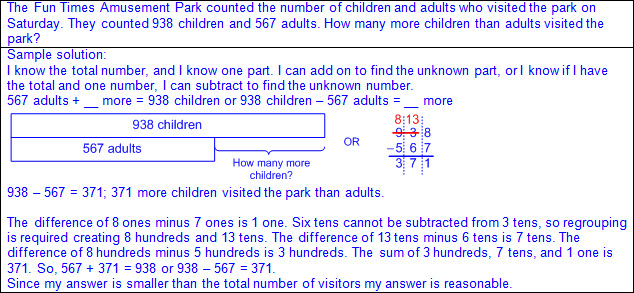 The Fun Times Amusement Park counted the number of children and adults who visited the park on
Saturday. They counted 938 children and 567 adults. How many more children than adults visited the
park?
Sample solution:
I know the total number, and I know one part. I can add on to find the unknown part, or I know if I have
the total and one number, I can subtract to find the unknown number.
567 adults + __ more = 938 children or 938 children – 567 adults = __ more
938 children
567 adults
How many more
children?
OR
8 13
9 3 8
–5 6 7
3 7 1
938 – 567 = 371; 371 more children visited the park than adults.
The difference of 8 ones minus 7 ones is 1 one. Six tens cannot be subtracted from 3 tens, so regrouping
is required creating 8 hundreds and 13 tens. The difference of 13 tens minus 6 tens is 7 tens. The
difference of 8 hundreds minus 5 hundreds is 3 hundreds. The sum of 3 hundreds, 7 tens, and 1 one is
371. So, 567 + 371 = 938 or 938 – 567 = 371.
Since my answer is smaller than the total number of visitors my answer is reasonable.